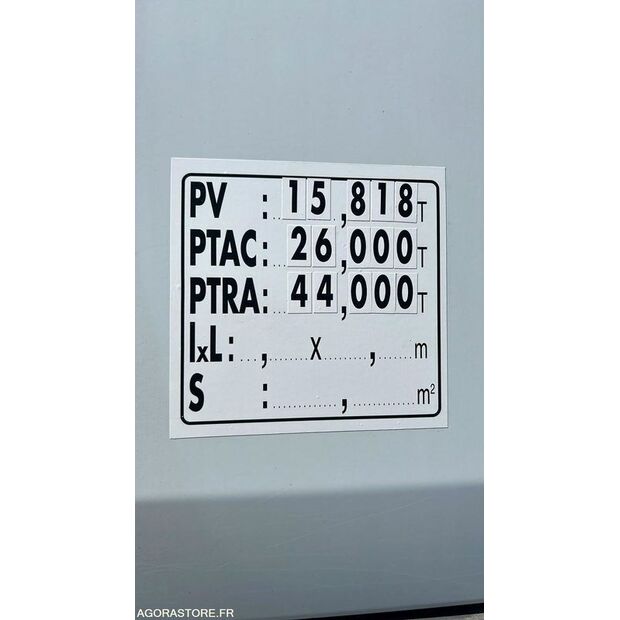 PV : 15,818 T
PTAC : 26,000 T
PTRA : 44,000 T
lxL : , x , m
S : , m²
AGORASTORE.FR